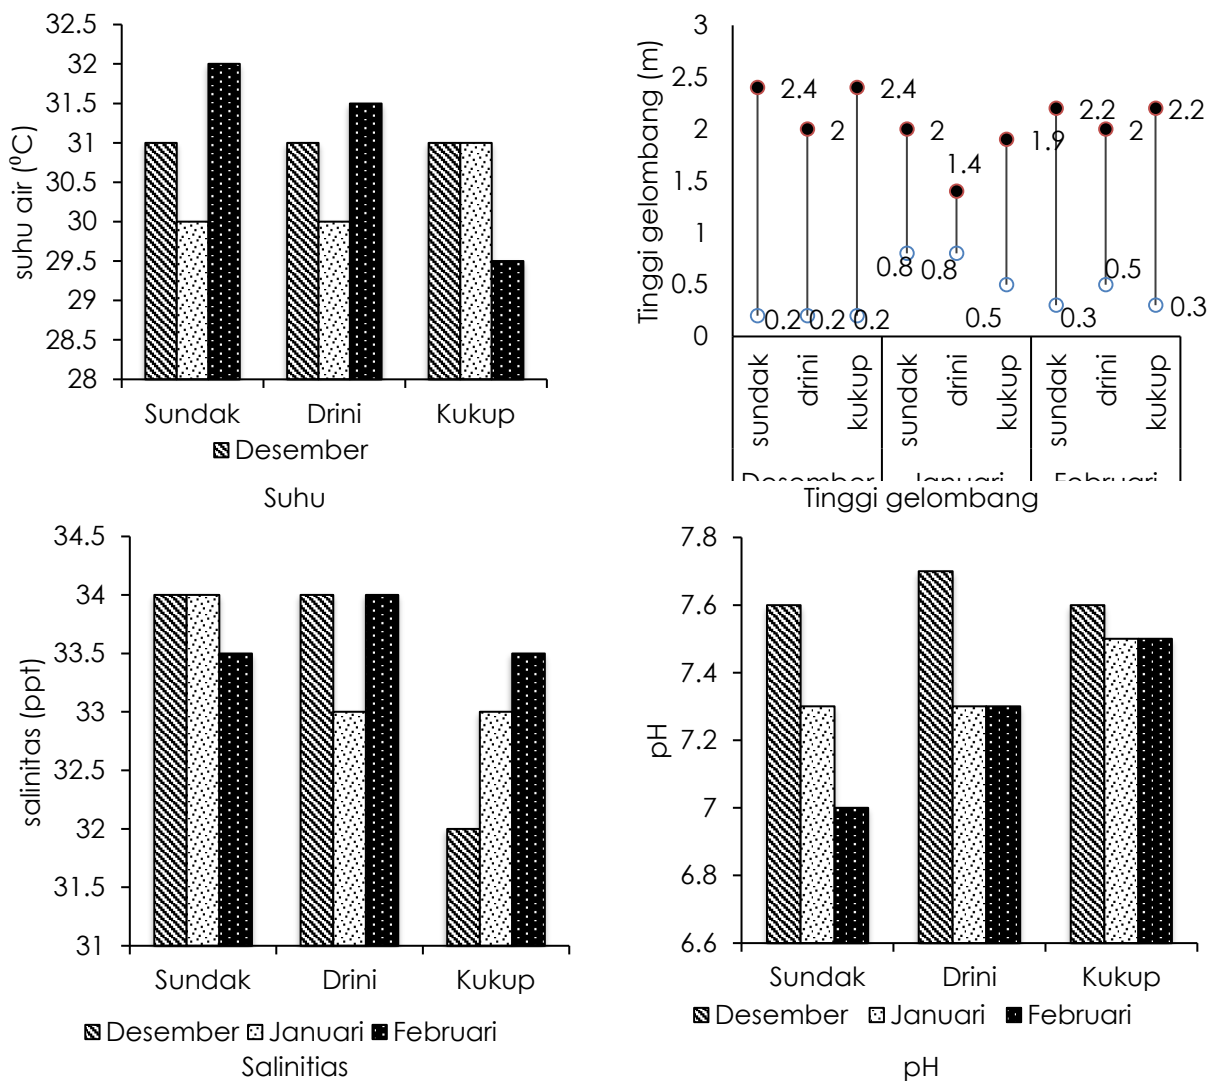 32.5
32
31.5
31
30.5
30
29.5
29
28.5
28
suhu air (⁰C)
Sundak Drini Kukup
Desember
Suhu
3
2.5
2
1.5
1
0.5
0
Tinggi gelombang (m)
2.4 2 2.4 2 1.4 1.9 2.2 2 2.2
0.2 0.2 0.2 0.8 0.8 0.5 0.3 0.5 0.3
sundak drini kukup sundak drini kukup sundak drini kukup
Desember Januari Februari
Tinggi gelombang
34.5
34
33.5
33
32.5
32
31.5
31
salinitas (ppt)
Sundak Drini Kukup
Desember Januari Februari
Salinitias
7.8
7.6
7.4
7.2
7
6.8
6.6
pH
Sundak Drini Kukup
Desember Januari Februari
pH